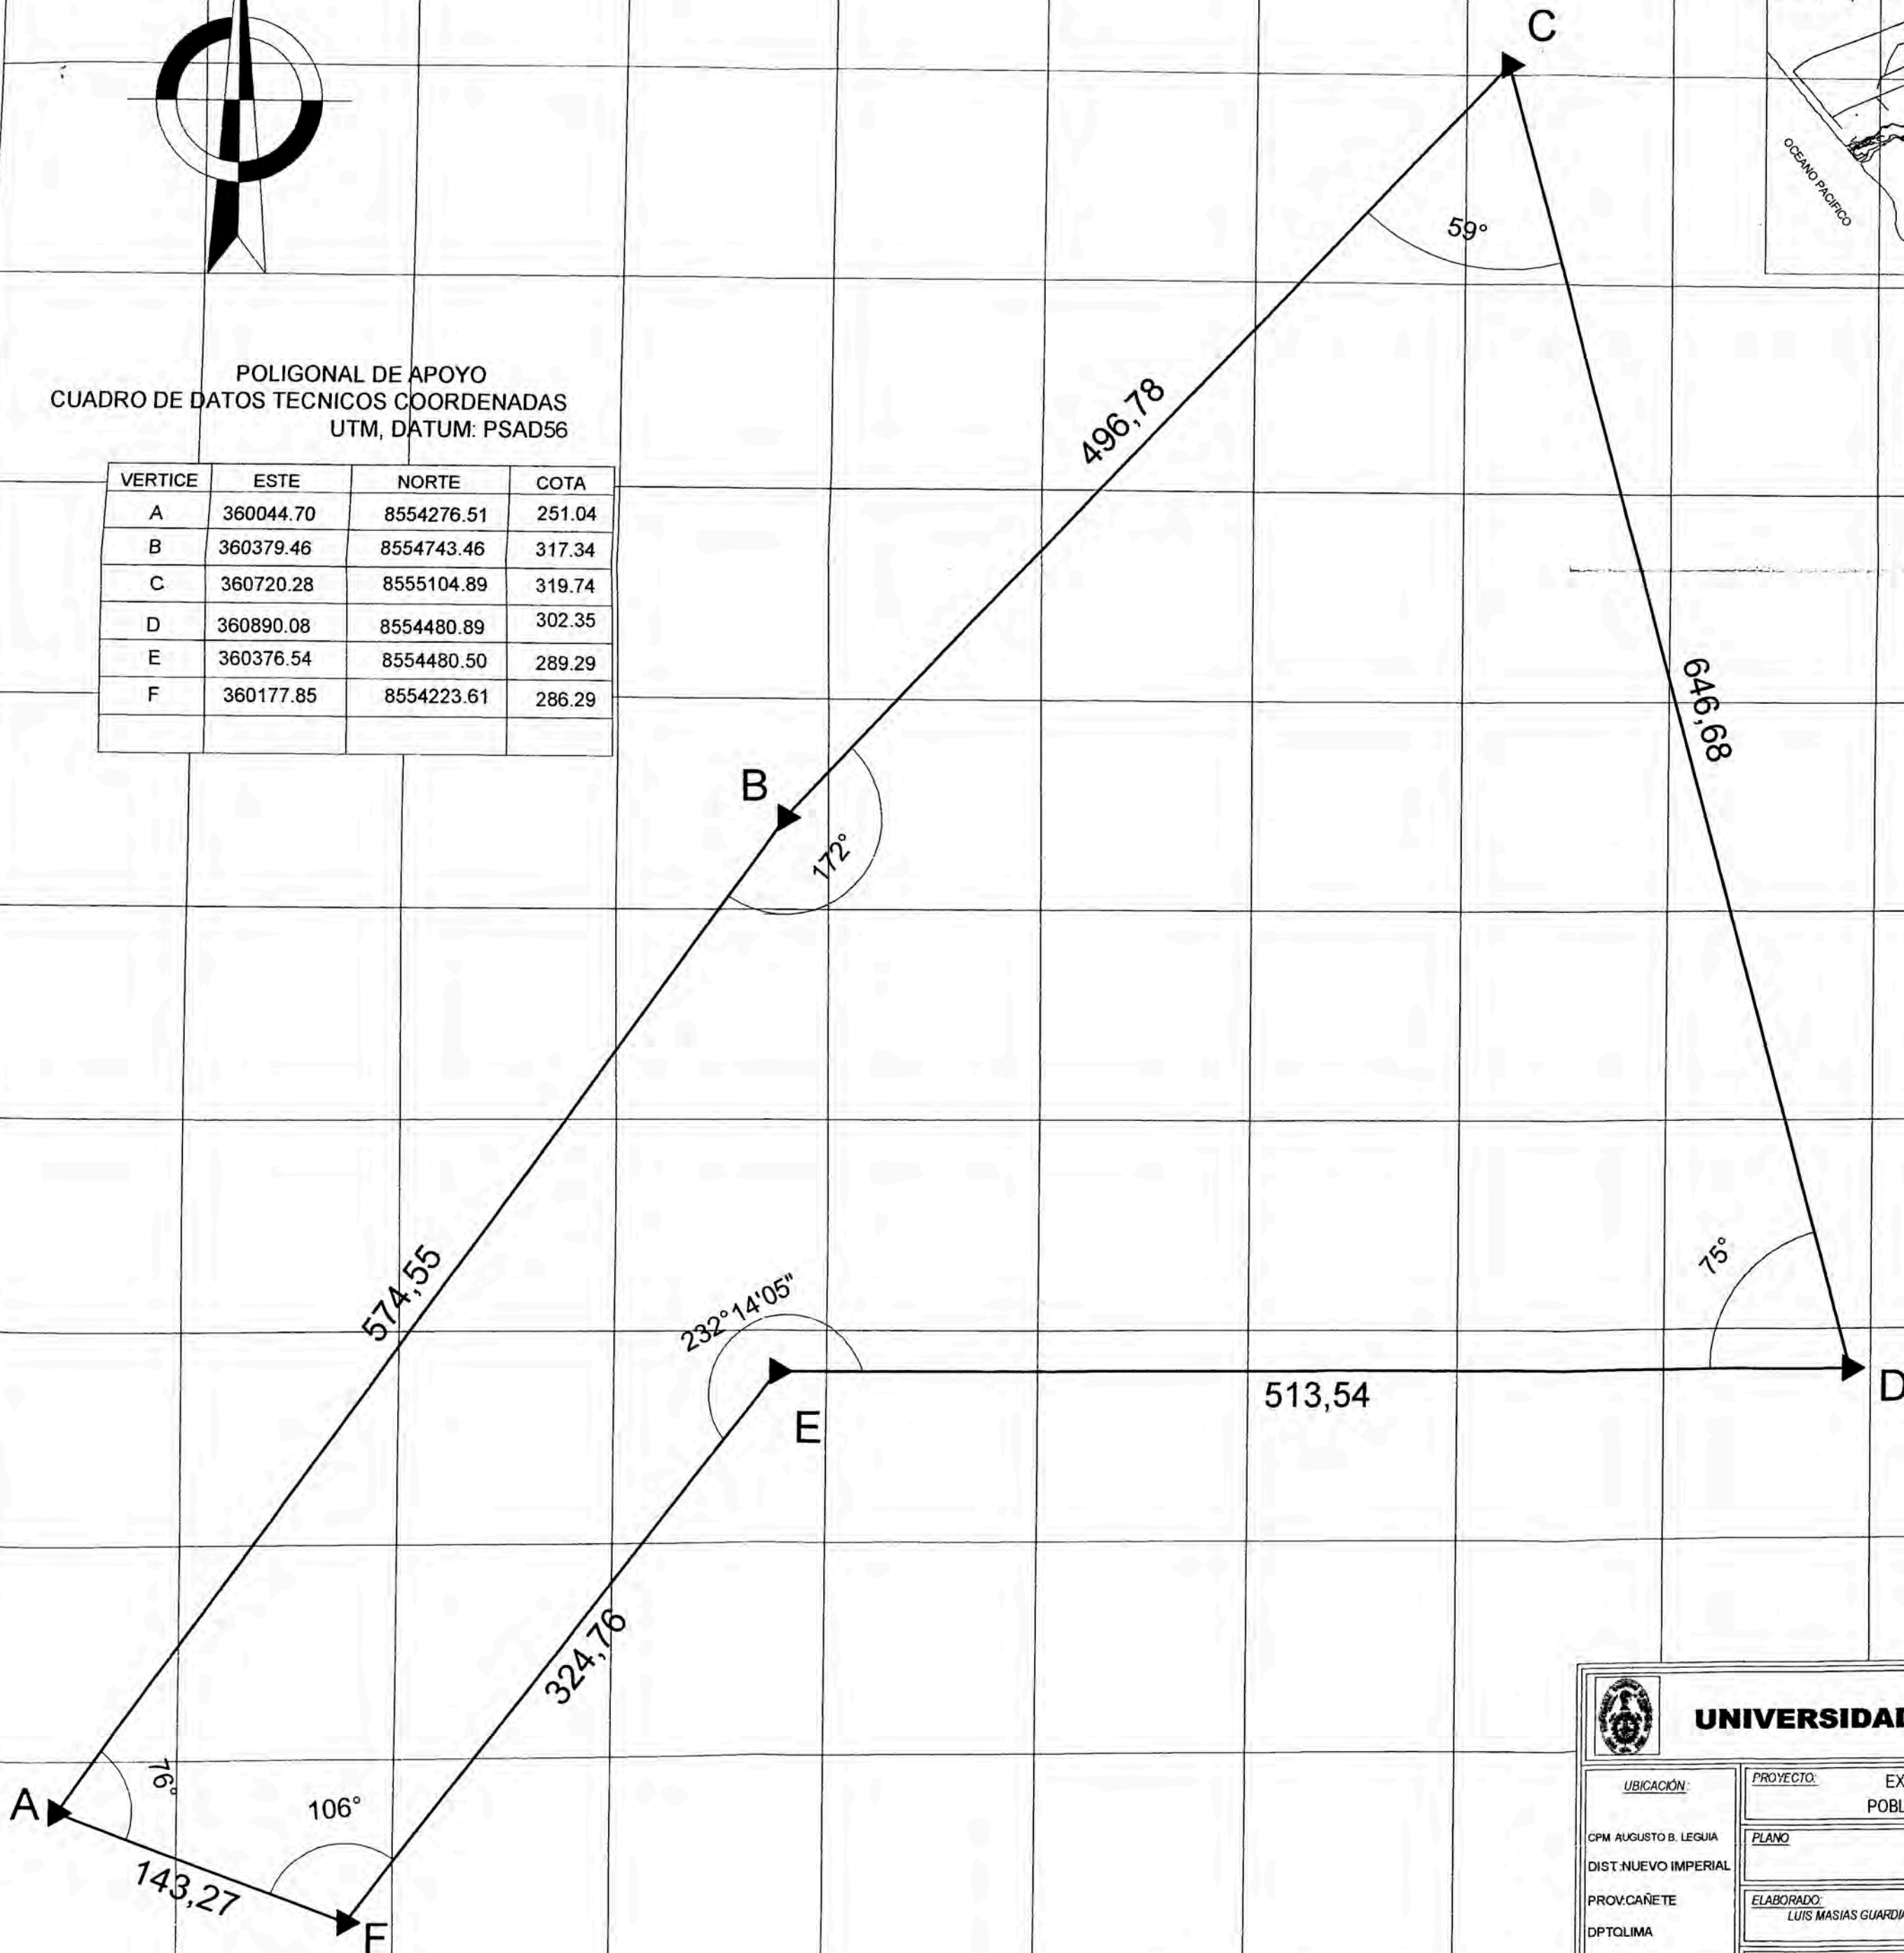 C
OCEANO PACIFICO
59°
POLIGONAL DE APOYO
CUADRO DE DATOS TECNICOS COORDENADAS
UTM, DATUM: PSAD56
VERTICE ESTE NORTE COTA
A 360044.70 8554276.51 251.04
B 360379.46 8554743.46 317.34
C 360720.28 8555104.89 319.74
D 360890.08 8554480.89 302.35
E 360376.54 8554480.50 289.29
F 360177.85 8554223.61 286.29
496,78
646,68
B
172°
574,55
232°14'05"
75°
E
513,54
D
324,76
A
76°
106°
143,27
F
UNIVERSIDAD
UBICACIÓN:
CPM AUGUSTO B. LEGUIA
DIST:NUEVO IMPERIAL
PROV:CAÑETE
DPTO:LIMA
PROYECTO: EX
POBL
PLANO
ELABORADO:
LUIS MASIAS GUARDI